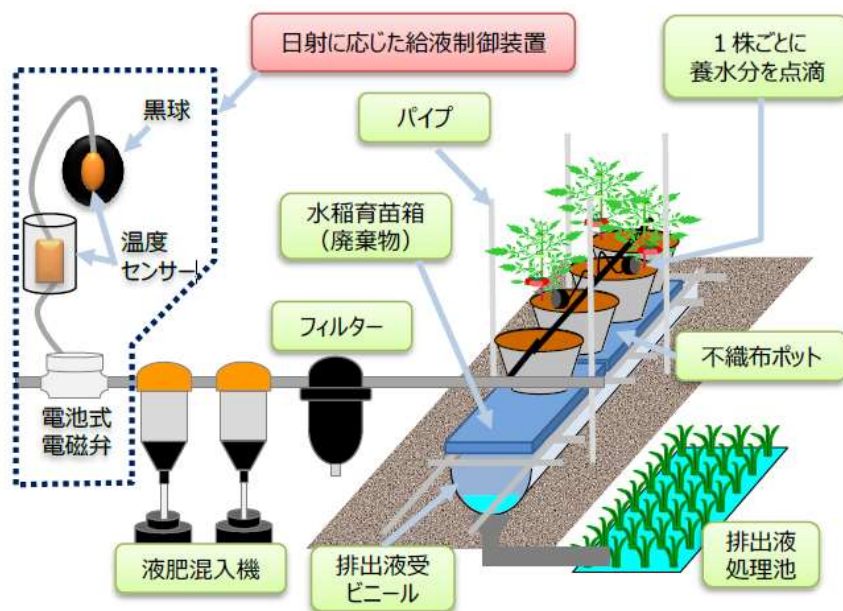 日射に応じた給液制御装置
1株ごとに
養水分を点滴
黒球
パイプ
水稲育苗箱
（廃棄物）
温度
センサー
フィルター
不織布ポット
電池式
電磁弁
液肥混入機
排出液受
ビニール
排出液
処理池